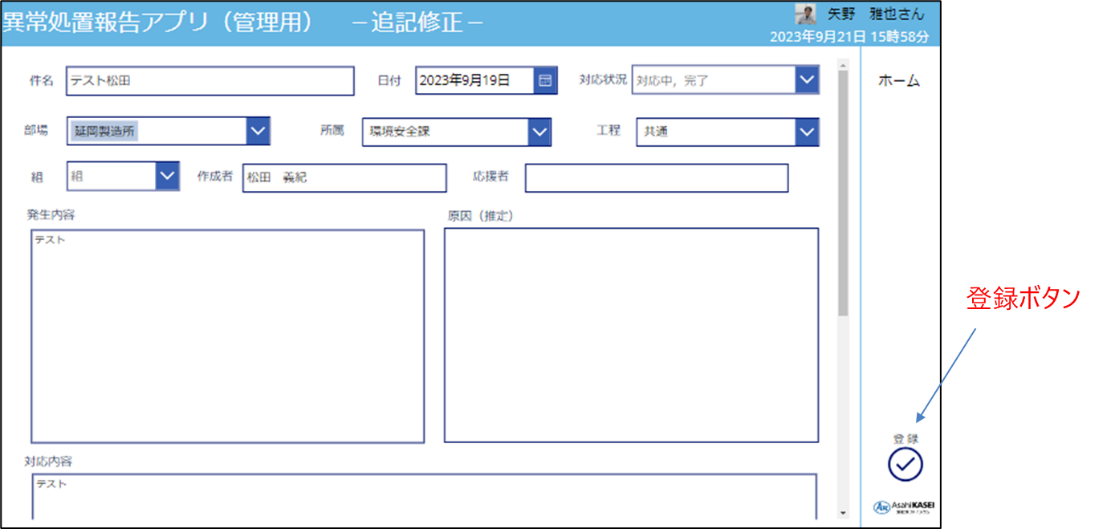 異常処置報告アプリ（管理用）　－追記修正－
矢野　雅也さん
2023年9月21日 15時58分
件名 テスト松田 日付 2023年9月19日 対応状況 対応中, 完了
ホーム
部場 延岡製造所 所属 環境安全課 工程 共通
組 組 作成者 松田　義紀 応援者
発生内容 原因（推定）
テスト
登録ボタン
登録
対応内容
テスト
AsahiKASEI